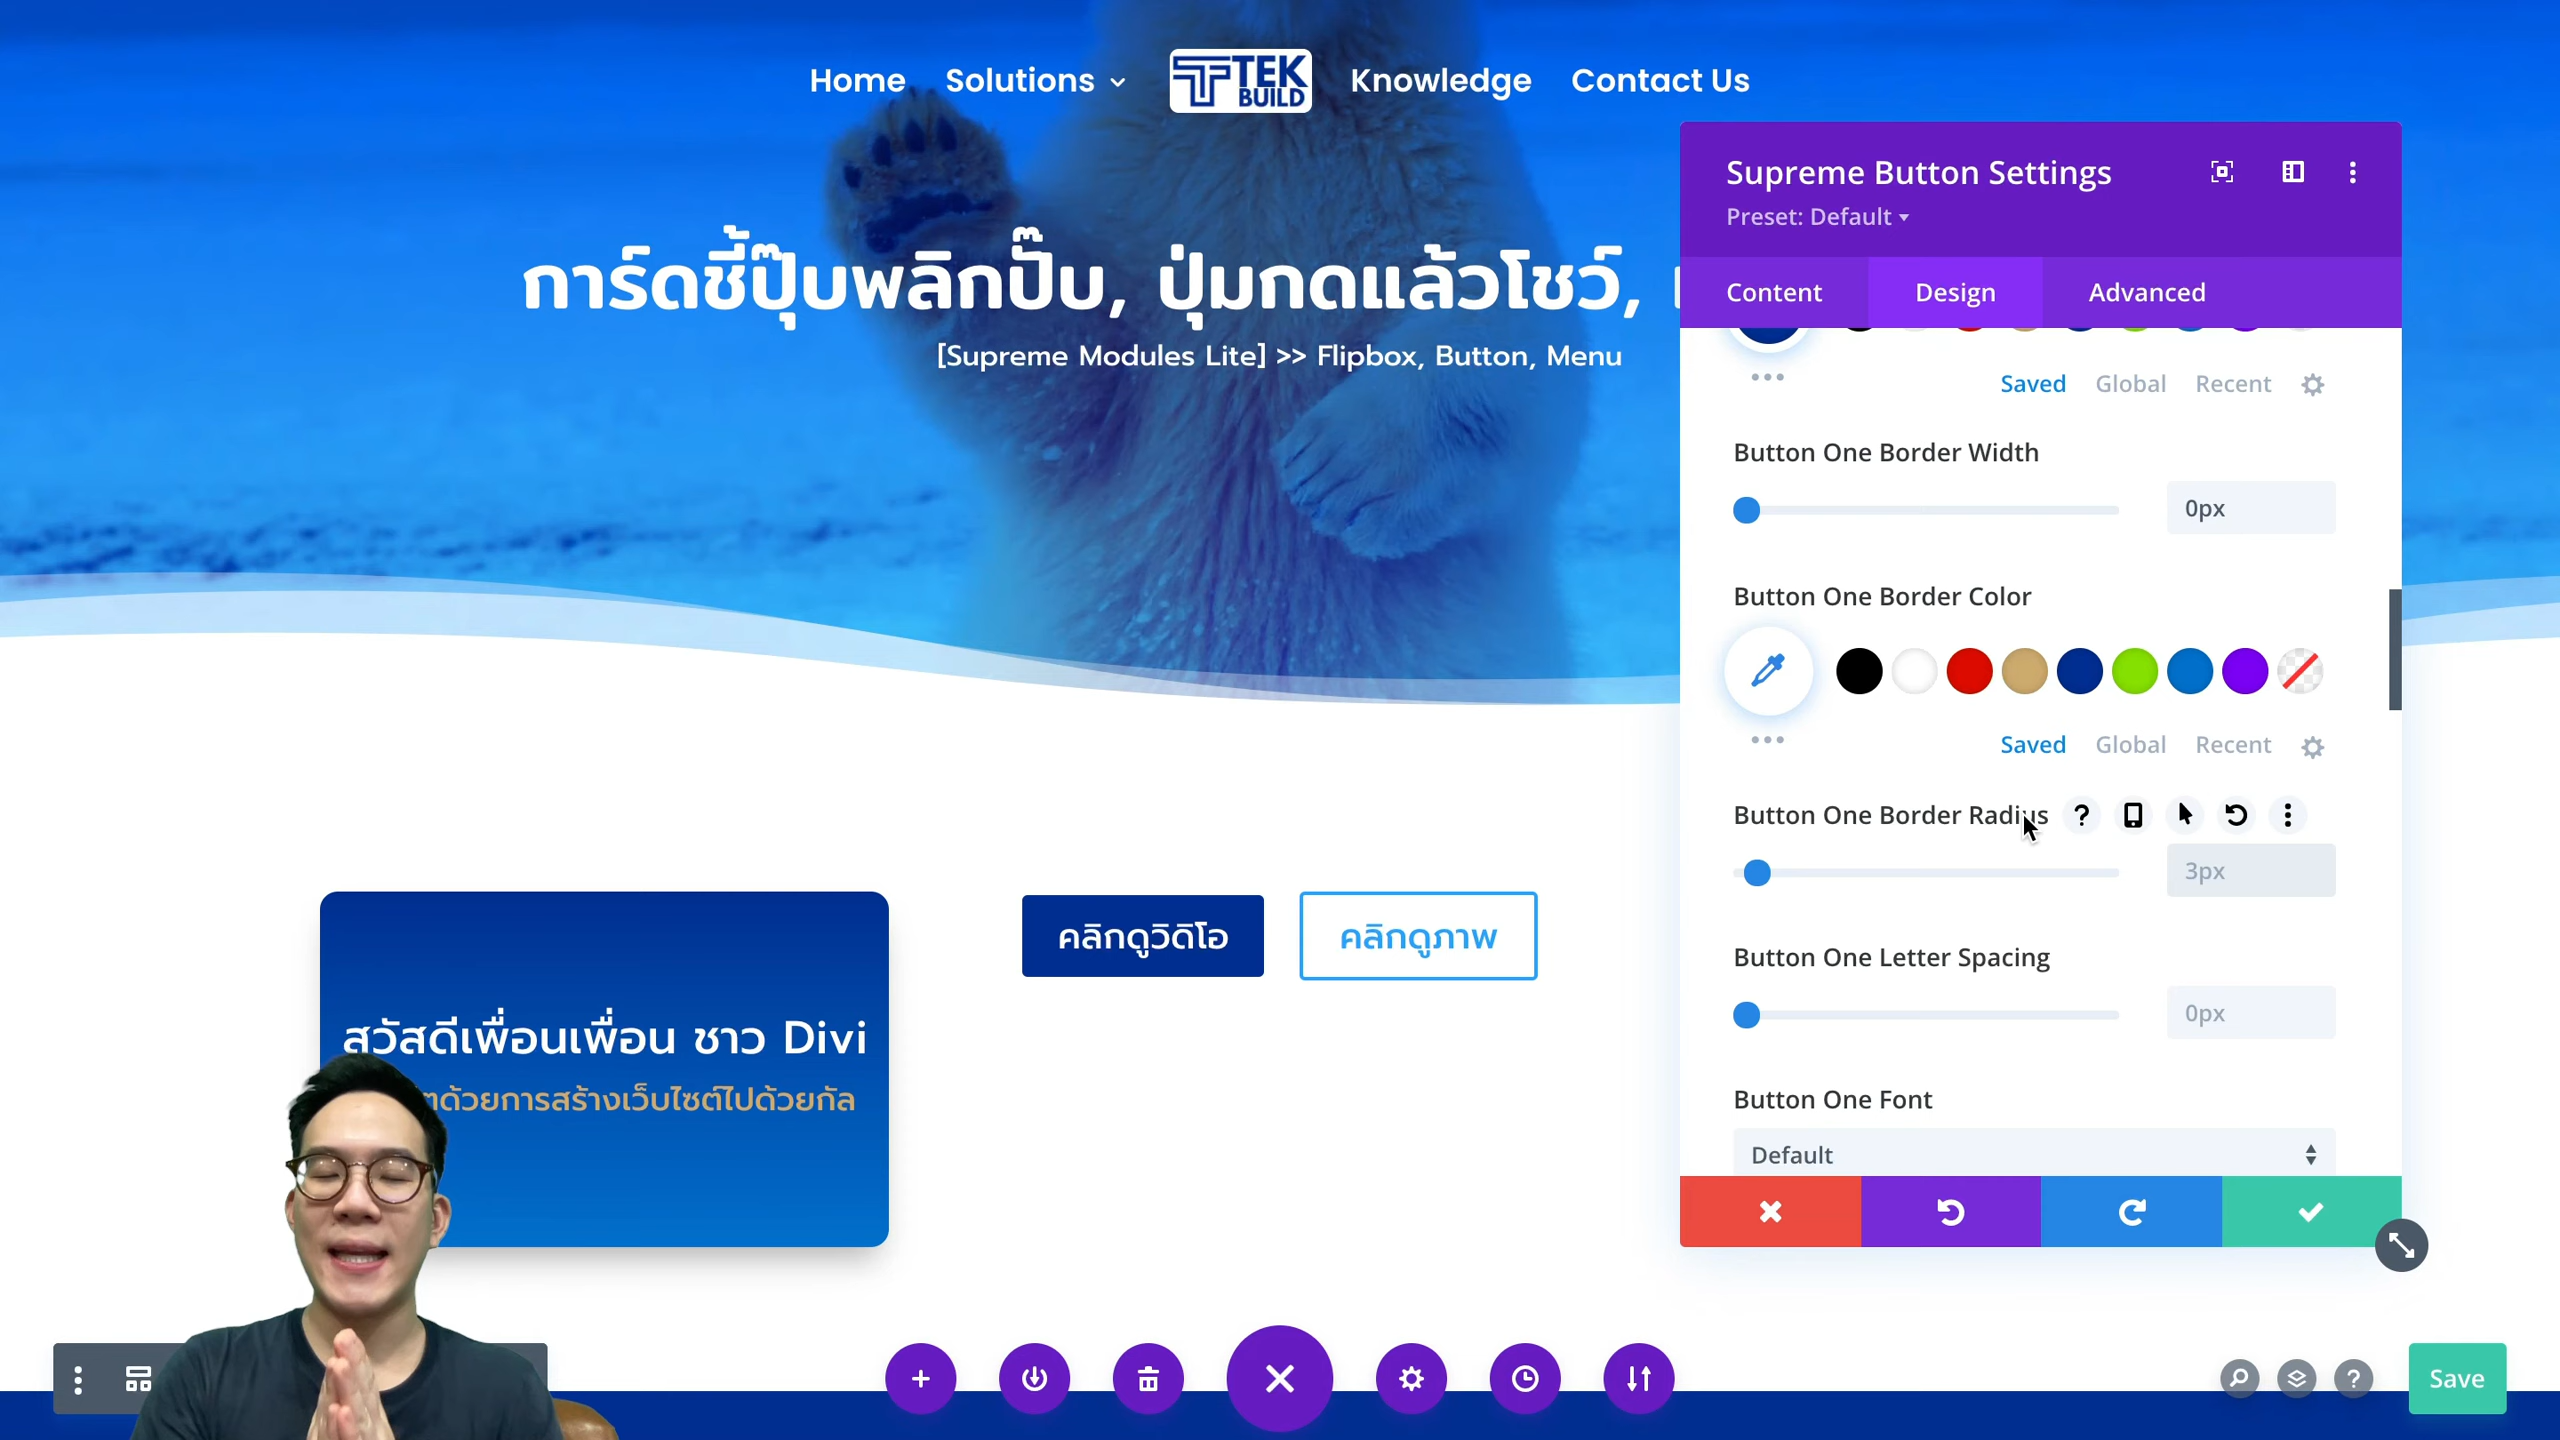 Home Solutions TEK BUILD Knowledge Contact Us
การ์ดชี้ปุ๊บพลิกปั๊บ, ปุ่มกดแล้วโชว์,
[Supreme Modules Lite] >> Flipbox, Button, Menu
Supreme Button Settings
Preset: Default
Content Design Advanced
Saved Global Recent
Button One Border Width
0px
Button One Border Color
Saved Global Recent
Button One Border Radius
3px
Button One Letter Spacing
0px
Button One Font
Default
คลิกดูวิดิโอ คลิกดูภาพ
สวัสดีเพื่อนเพื่อน ชาว Divi
ด้วยการสร้างเว็บไซต์ไปด้วยกัล
Save